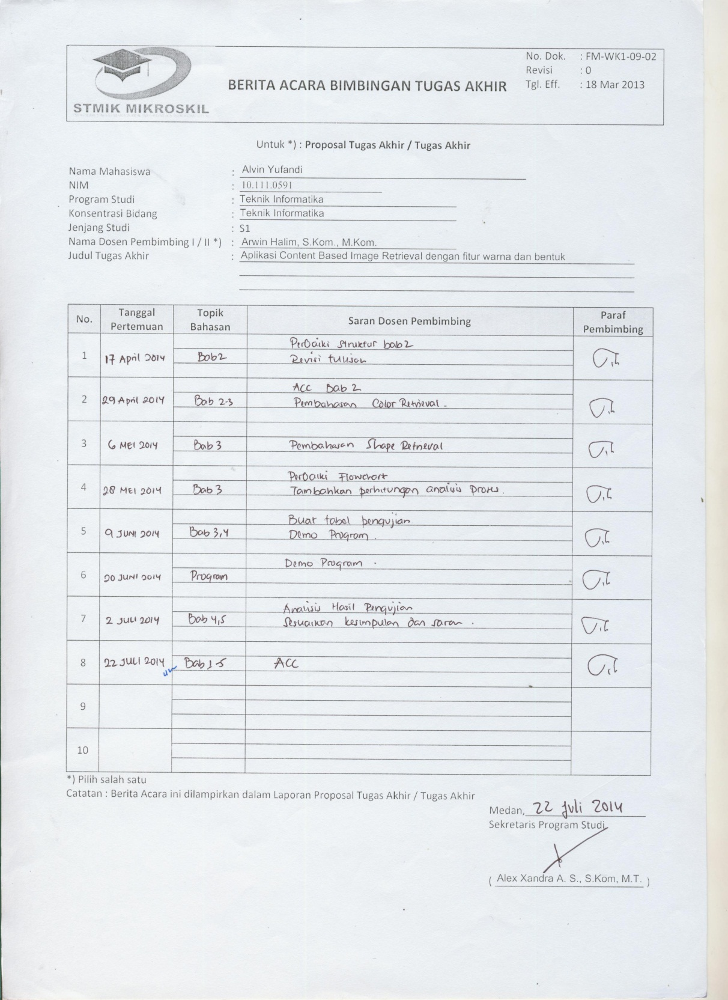 No. Dok. : FM-WK1-09-02
Revisi : 0
Tgl. Eff. : 18 Mar 2013
BERITA ACARA BIMBINGAN TUGAS AKHIR
STMIK MIKROSKIL
Untuk *) : Proposal Tugas Akhir / Tugas Akhir
Nama Mahasiswa : Alvin Yufandi
NIM : 10.111.0591
Program Studi : Teknik Informatika
Konsentrasi Bidang : Teknik Informatika
Jenjang Studi : S1
Nama Dosen Pembimbing I / II *) : Arwin Halim, S.Kom., M.Kom.
Judul Tugas Akhir : Aplikasi Content Based Image Retrieval dengan fitur warna dan bentuk
No. Tanggal Pertemuan Topik Bahasan Saran Dosen Pembimbing Paraf Pembimbing
Perbaiki struktur bab 2
1 17 April 2014 Bab 2 Revisi tulisan
ACC Bab 2
2 29 April 2014 Bab 2-3 Pembahasan Color Retrieval.
3 6 MEI 2014 Bab 3 Pembahasan Shape Retrieval
Perbaiki Flowchart
4 28 MEI 2014 Bab 3 Tambahkan perhitungan analisis proses.
Buat tabel pengujian
5 9 JUNI 2014 Bab 3,4 Demo Program.
Demo Program.
6 20 JUNI 2014 Program
Analisis Hasil Pengujian
7 2 JULI 2014 Bab 4,5 Sesuaikan kesimpulan dan saran.
8 22 JULI 2014 Bab 1-5 ACC
9
10
*) Pilih salah satu
Catatan : Berita Acara ini dilampirkan dalam Laporan Proposal Tugas Akhir / Tugas Akhir
Medan, 22 Juli 2014
Sekretaris Program Studi
( Alex Xandra A. S., S.Kom, M.T. )